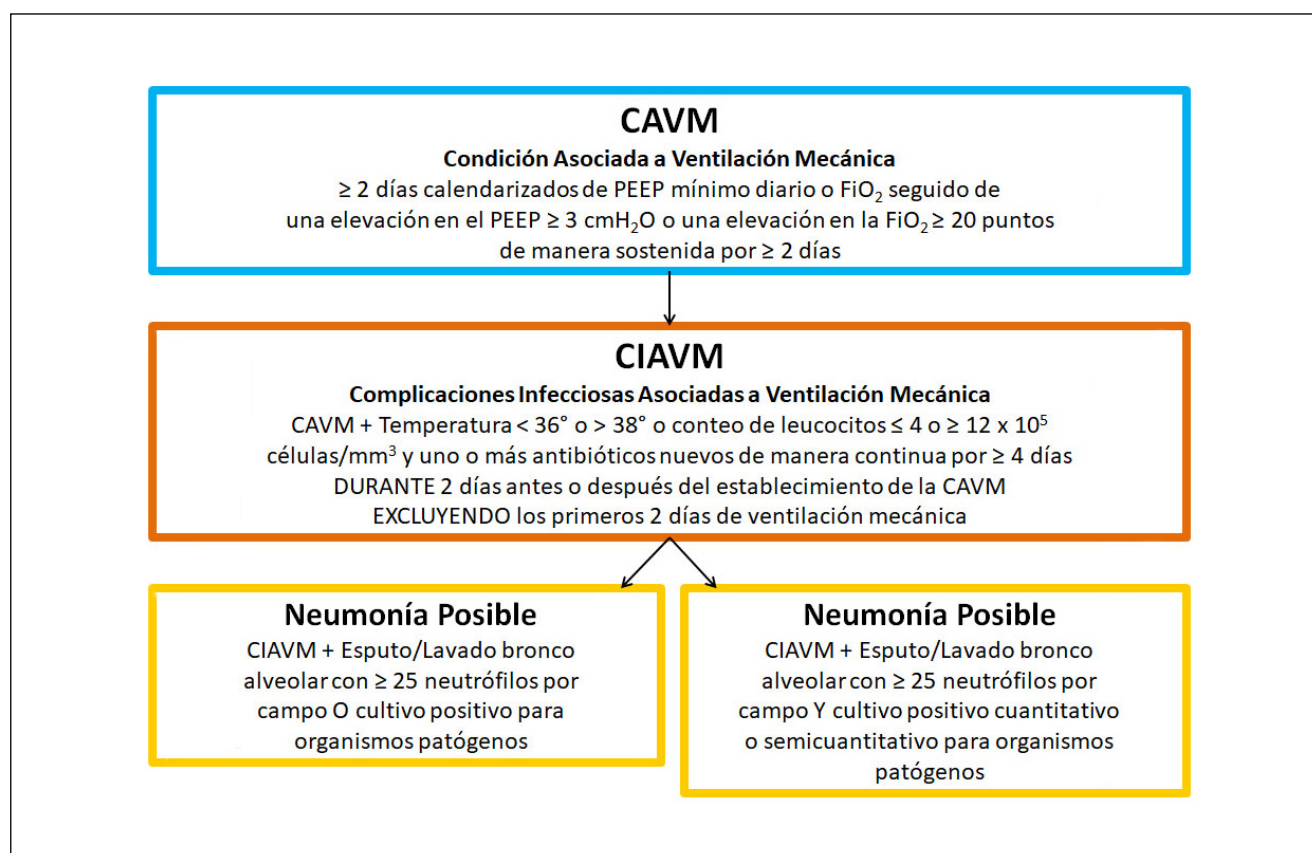 CAVM
Condición Asociada a Ventilación Mecánica
≥ 2 días calendarizados de PEEP mínimo diario o FiO₂ seguido de
una elevación en el PEEP ≥ 3 cmH₂O o una elevación en la FiO₂ ≥ 20 puntos
de manera sostenida por ≥ 2 días
CIAVM
Complicaciones Infecciosas Asociadas a Ventilación Mecánica
CAVM + Temperatura < 36° o > 38° o conteo de leucocitos ≤ 4 o ≥ 12 x 10⁵
células/mm³ y uno o más antibióticos nuevos de manera continua por ≥ 4 días
DURANTE 2 días antes o después del establecimiento de la CAVM
EXCLUYENDO los primeros 2 días de ventilación mecánica
Neumonía Posible
CIAVM + Esputo/Lavado bronco
alveolar con ≥ 25 neutrófilos por
campo O cultivo positivo para
organismos patógenos
Neumonía Posible
CIAVM + Esputo/Lavado bronco
alveolar con ≥ 25 neutrófilos por
campo Y cultivo positivo cuantitativo
o semicuantitativo para organismos
patógenos